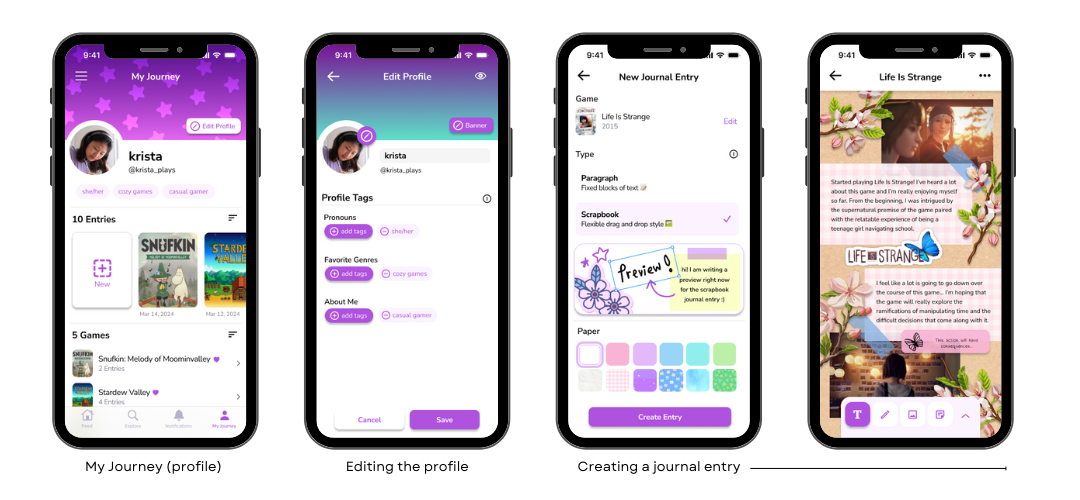 9:41
My Journey
Edit Profile
krista
@krista_plays
she/her
cozy games
casual gamer
10 Entries
New
SNUFKIN
MELODY OF MOOMINVALLEY
STARDEW
VALLEY
Mar 14, 2024
Mar 12, 2024
5 Games
SNUFKIN
Snufkin: Melody of Moominvalley
2 Entries
Stardew Valley
4 Entries
Feed
Explore
Notifications
My Journey
My Journey (profile)
9:41
Edit Profile
Banner
krista
@krista_plays
Profile Tags
Pronouns
add tags
she/her
Favorite Genres
add tags
cozy games
About Me
add tags
casual gamer
Cancel
Save
Editing the profile
9:41
New Journal Entry
Game
Life Is Strange
2015
Edit
Type
Paragraph
Fixed blocks of text
Scrapbook
Flexible drag and drop style
Preview!
hi! I am writing a
preview right now
for the scrapbook
journal entry :)
Paper
Create Entry
Creating a journal entry
9:41
Life Is Strange
Started playing Life Is Strange! I've heard a lot
about this game and I'm really enjoying myself
so far. From the beginning, I was intrigued by
the supernatural promise of the game paired
with the relatable experience of being a
teenage girl navigating school.
LIFE IS STRANGE
I feel like a lot is going to go down over
the course of this game... I'm hoping that
the game will really explore the
ramifications of manipulating time and the
difficult decisions that come along with it.
This action will have
consequences.
T